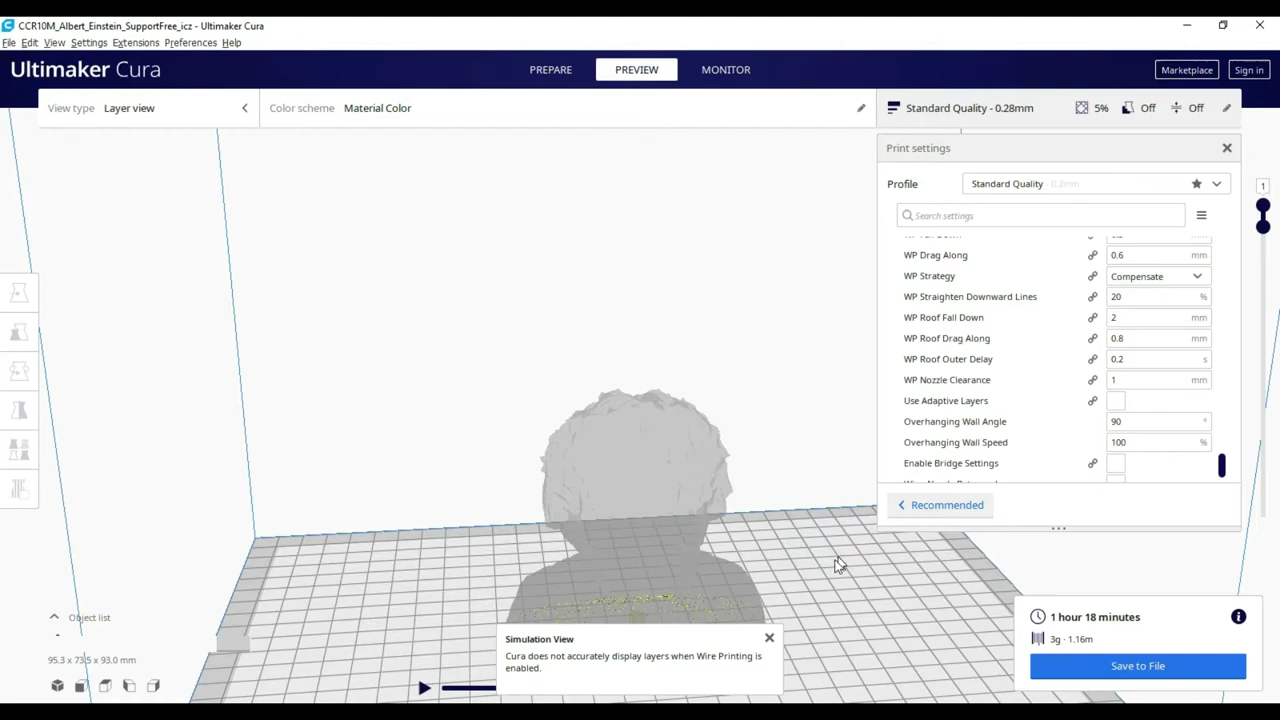 CCR10M_Albert_Einstein_SupportFree_icz - Ultimaker Cura
File Edit View Settings Extensions Preferences Help
Ultimaker Cura
PREPARE PREVIEW MONITOR
Marketplace Sign in
View type Layer view
Color scheme Material Color
Standard Quality - 0.28mm 5% Off Off
Print settings
Profile Standard Quality - 0.2mm
Search settings
WP Drag Along 0.6 mm
WP Strategy Compensate
WP Straighten Downward Lines 20 %
WP Roof Fall Down 2 mm
WP Roof Drag Along 0.8 mm
WP Roof Outer Delay 0.2 s
WP Nozzle Clearance 1 mm
Use Adaptive Layers
Overhanging Wall Angle 90 °
Overhanging Wall Speed 100 %
Enable Bridge Settings
Recommended
1
Object list
95.3 x 73.5 x 93.0 mm
Simulation View
Cura does not accurately display layers when Wire Printing is
enabled.
1 hour 18 minutes
3g · 1.16m
Save to File